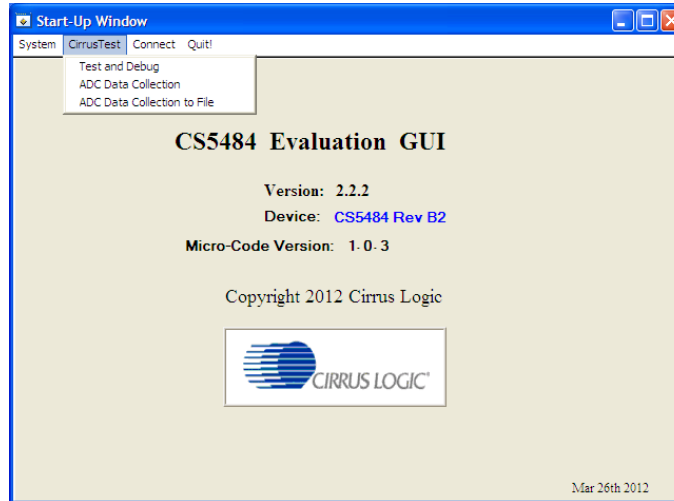 Start-Up Window
System CirrusTest Connect Quit!
Test and Debug
ADC Data Collection
ADC Data Collection to File
CS5484 Evaluation GUI
Version: 2.2.2
Device: CS5484 Rev B2
Micro-Code Version: 1.0.3
Copyright 2012 Cirrus Logic
CIRRUS LOGIC®
Mar 26th 2012